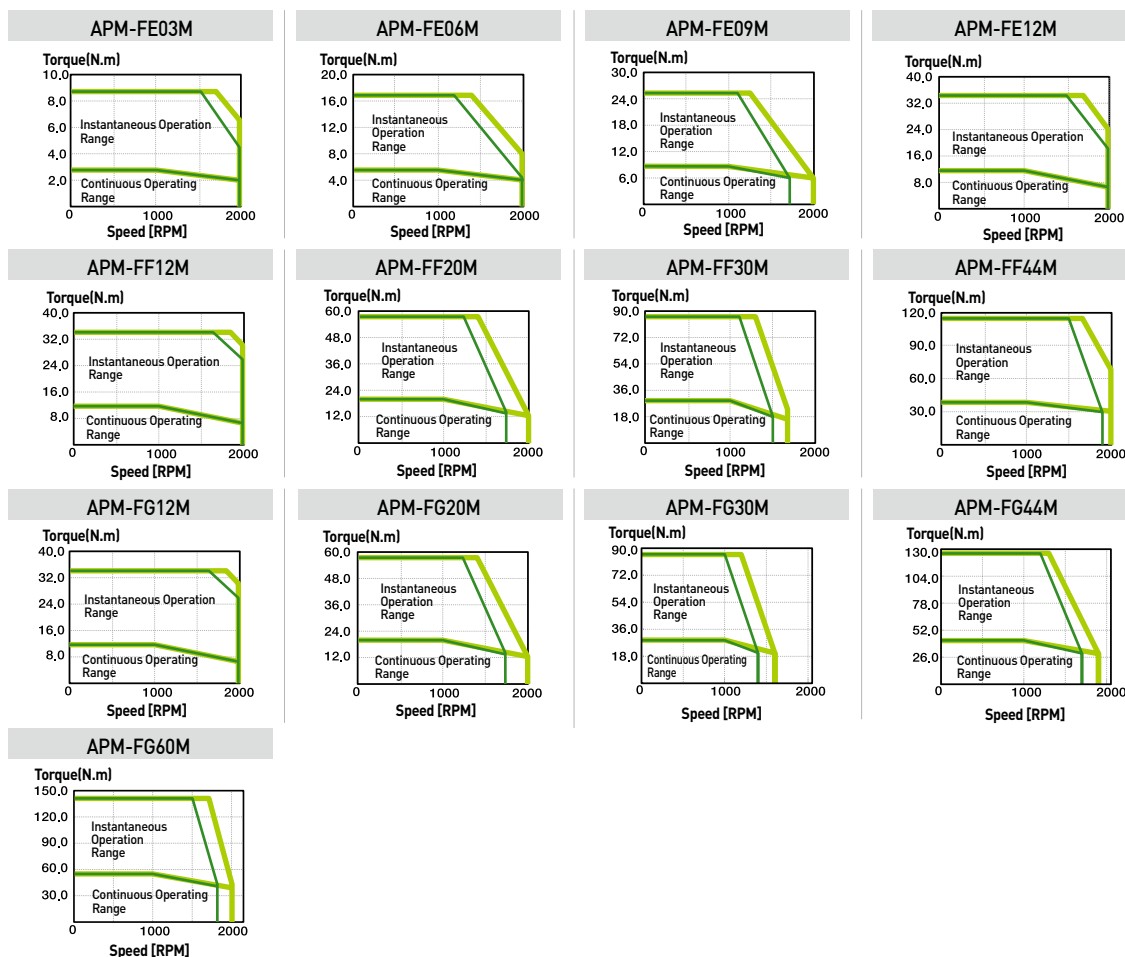 APM-FE03M
Torque(N.m)
10.0
8.0
6.0
4.0
2.0
Instantaneous Operation
Range
Continuous Operating
Range
0
1000
2000
Speed [RPM]
APM-FE06M
Torque(N.m)
20.0
16.0
12.0
8.0
4.0
Instantaneous
Operation
Range
Continuous Operating
Range
0
1000
2000
Speed [RPM]
APM-FE09M
Torque(N.m)
30.0
24.0
18.0
12.0
6.0
Instantaneous
Operation
Range
Continuous Operating
Range
0
1000
2000
Speed [RPM]
APM-FE12M
Torque(N.m)
40.0
32.0
24.0
16.0
8.0
Instantaneous Operation
Range
Continuous Operating
Range
0
1000
2000
Speed [RPM]
APM-FF12M
Torque(N.m)
40.0
32.0
24.0
16
8.0
Instantaneous Operation
Range
Continuous Operating
Range
0
1000
2000
Speed [RPM]
APM-FF20M
Torque(N.m)
60.0
48.0
36.0
24.0
12.0
Instantaneous
Operation
Range
Continuous Operating
Range
0
1000
2000
Speed [RPM]
APM-FF30M
Torque(N.m)
90.0
72.0
54.0
36.0
18.0
Instantaneous
Operation
Range
Continuous Operating
Range
0
1000
2000
Speed [RPM]
APM-FF44M
Torque(N.m)
120.0
90.0
60.0
30.0
Instantaneous
Operation
Range
Continuous Operating
Range
0
1000
2000
Speed [RPM]
APM-FG12M
Torque(N.m)
40.0
32.0
24.0
16.0
8.0
Instantaneous Operation
Range
Continuous Operating
Range
0
1000
2000
Speed [RPM]
APM-FG20M
Torque(N.m)
60.0
48.0
36.0
24.0
12.0
Instantaneous
Operation
Range
Continuous Operating
Range
0
1000
2000
Speed [RPM]
APM-FG30M
Torque(N.m)
90.0
72.0
54.0
36.0
18.0
Instantaneous
Operation
Range
Continuous Operating
Range
0
1000
2000
Speed [RPM]
APM-FG44M
Torque(N.m)
130.0
104.0
78.0
52.0
26.0
Instantaneous
Operation
Range
Continuous Operating
Range
0
1000
2000
Speed [RPM]
APM-FG60M
Torque(N.m)
150.0
120.0
90.0
60.0
30.0
Instantaneous
Operation
Range
Continuous Operating
Range
0
1000
2000
Speed [RPM]